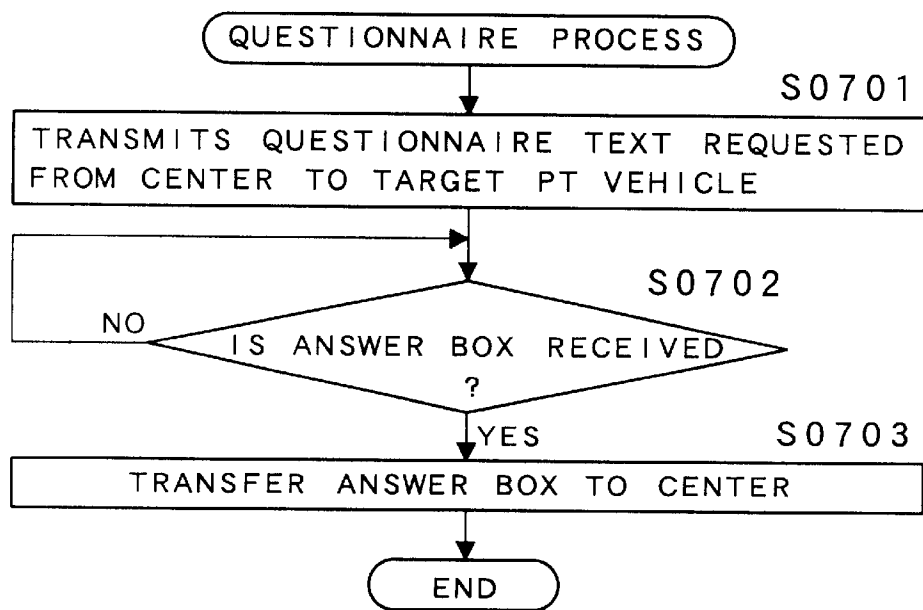 QUESTIONNAIRE PROCESS
S0701
TRANSMITS QUESTIONNAIRE TEXT REQUESTED
FROM CENTER TO TARGET PT VEHICLE
S0702
NO
IS ANSWER BOX RECEIVED
?
YES
S0703
TRANSFER ANSWER BOX TO CENTER
END